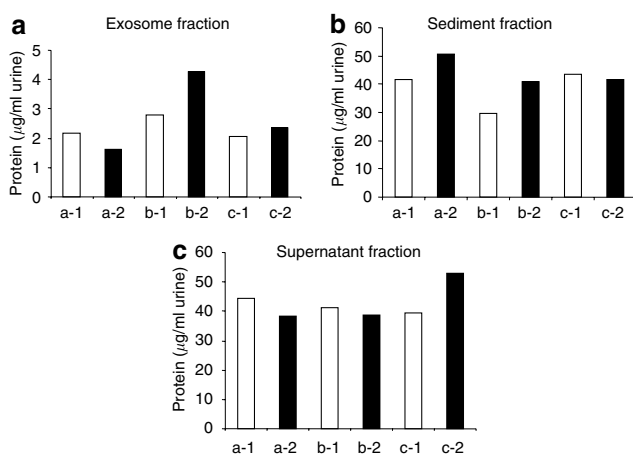 a Exosome fraction
Protein (µg/ml urine)
5
4
3
2
1
0
a-1 a-2 b-1 b-2 c-1 c-2
b Sediment fraction
Protein (µg/ml urine)
60
50
40
30
20
10
0
a-1 a-2 b-1 b-2 c-1 c-2
c Supernatant fraction
Protein (µg/ml urine)
60
50
40
30
20
10
0
a-1 a-2 b-1 b-2 c-1 c-2